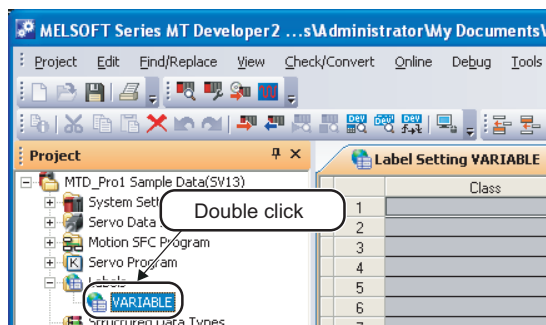 MELSOFT Series MT Developer2 ...s\Administrator\My Documents\
Project Edit Find/Replace View Check/Convert Online Debug Tools
Project
Label Setting VARIABLE
MTD_Pro1 Sample Data(SV13)
Class
System Sett
1
Servo Data
Double click
2
Motion SFC Program
3
Servo Program
4
Labels
5
VARIABLE
6
Structured Data Types
7